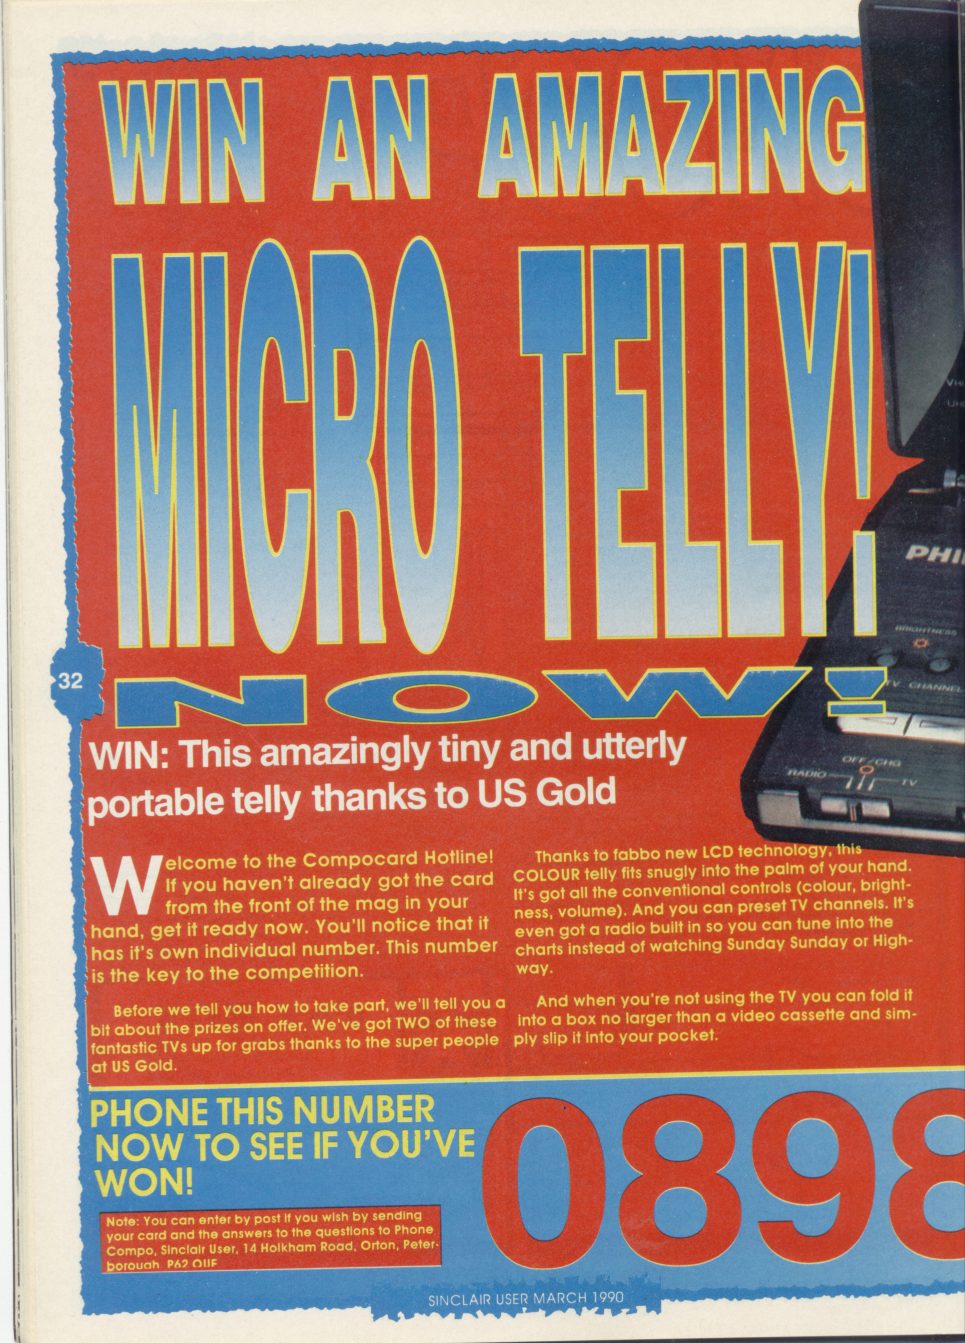 WIN AN AMAZING
MICRO TELLY!
NOW!
32
WIN: This amazingly tiny and utterly
portable telly thanks to US Gold
Welcome to the Compocard Hotline!
If you haven't already got the card
from the front of the mag in your
hand, get it ready now. You'll notice that it
has it's own individual number. This number
is the key to the competition.
Before we tell you how to take part, we'll tell you a
bit about the prizes on offer. We've got TWO of these
fantastic TVs up for grabs thanks to the super people
at US Gold.
Thanks to fabbo new LCD technology, this
COLOUR telly fits snugly into the palm of your hand.
It's got all the conventional controls (colour, bright-
ness, volume). And you can preset TV channels. It's
even got a radio built in so you can tune into the
charts instead of watching Sunday Sunday or High-
way.
And when you're not using the TV you can fold it
into a box no larger than a video cassette and sim-
ply slip it into your pocket.
PHI
BRIGHTNESS
TV CHANNEL
OFF/CHG
RADIO
TV
PHONE THIS NUMBER
NOW TO SEE IF YOU'VE
WON!
0898
Note: You can enter by post if you wish by sending
your card and the answers to the questions to Phone
Compo, Sinclair User, 14 Holkham Road, Orton, Peter-
borough
SINCLAIR USER MARCH 1990